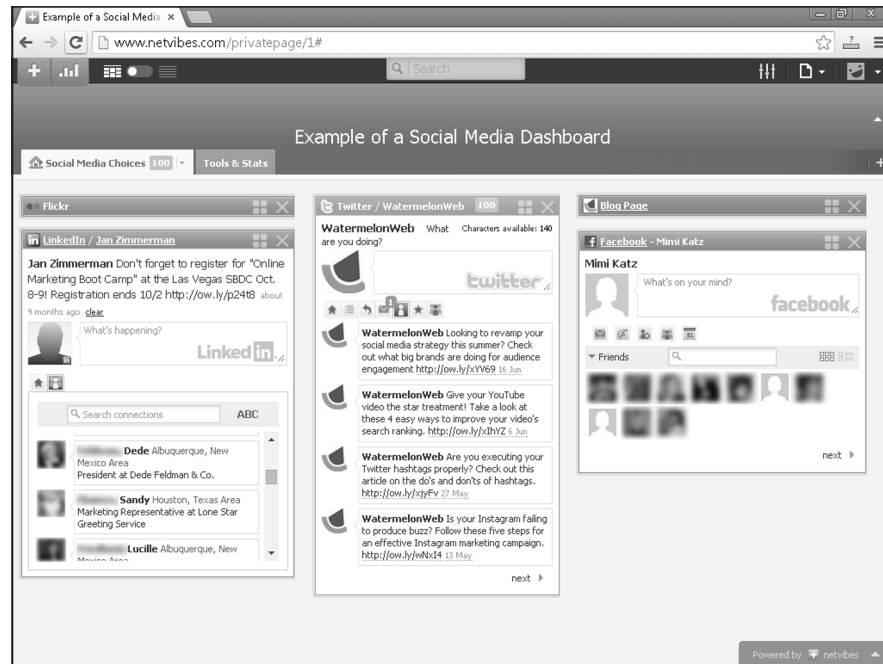 Example of a Social Media
www.netvibes.com/privatepage/1#
Search
Example of a Social Media Dashboard
Social Media Choices 100
Tools & Stats
Flickr
LinkedIn / Jan Zimmerman
Jan Zimmerman Don't forget to register for "Online
Marketing Boot Camp" at the Las Vegas SBDC Oct.
8-9! Registration ends 10/2 http://ow.ly/p24t8 about
9 months ago clear
What's happening?
Linked in
Search connections ABC
Dede Albuquerque, New
Mexico Area
President at Dede Feldman & Co.
Sandy Houston, Texas Area
Marketing Representative at Lone Star
Greeting Service
Lucille Albuquerque, New
Mexico Area
Twitter / WatermelonWeb 100
WatermelonWeb What Characters available: 140
are you doing?
twitter
1
WatermelonWeb Looking to revamp your
social media strategy this summer? Check
out what big brands are doing for audience
engagement http://ow.ly/xYV69 16 Jun
WatermelonWeb Give your YouTube
video the star treatment! Take a look at
these 4 easy ways to improve your video's
search ranking. http://ow.ly/xIhYZ 6 Jun
WatermelonWeb Are you executing your
Twitter hashtags properly? Check out this
article on the do's and don'ts of hashtags.
http://ow.ly/xjyFv 27 May
WatermelonWeb Is your Instagram failing
to produce buzz? Follow these five steps for
an effective Instagram marketing campaign.
http://ow.ly/wNxI4 13 May
next
Blog Page
Facebook - Mimi Katz
Mimi Katz
What's on your mind?
facebook
31
Friends
next
Powered by netvibes